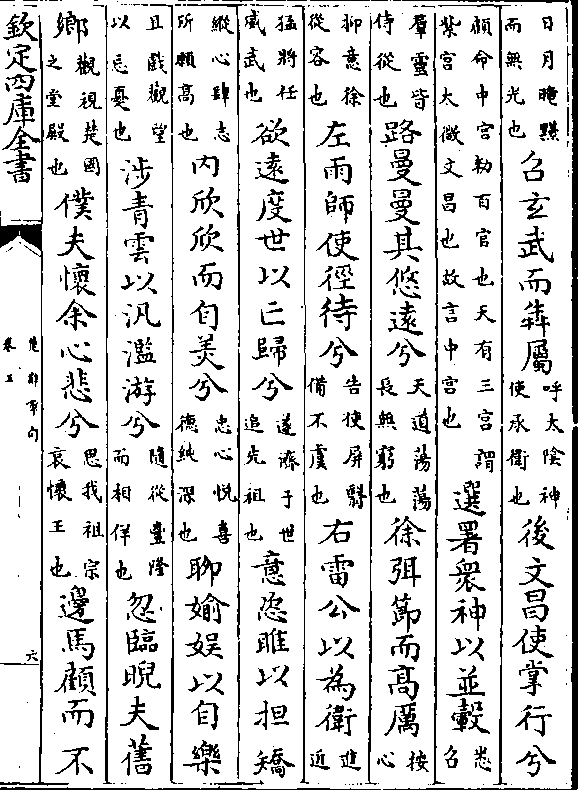 日月晻黮而無光也召玄武而犇屬呼太陰神使承衛也後文昌使掌行兮
顧命中宮勑百官也天有三宮謂紫宮太微文昌也故言中宮也選署衆神以並轂悉召
羣靈皆侍從也路曼曼其悠遠兮天道蕩蕩長無窮也徐弭節而高厲按心
抑意徐從容也左雨師使徑待兮告使屏翳備不虞也右雷公以為衛進近
猛將任威武也欲遠度世以忘歸兮遂濟于世追先祖也意恣睢以担矯
縱心肆志所願高也內欣欣而自美兮忠心悅喜德純深也聊媮娛以自樂
且戲觀望以忘憂也涉青雲以汎濫游兮隨從豐隆而相佯也忽臨睨夫舊
鄉觀視楚國之堂殿也僕夫懷余心悲兮思我祖宗哀懷王也邊馬顧而不
欽定四庫全書
楚辭章句
卷五
六